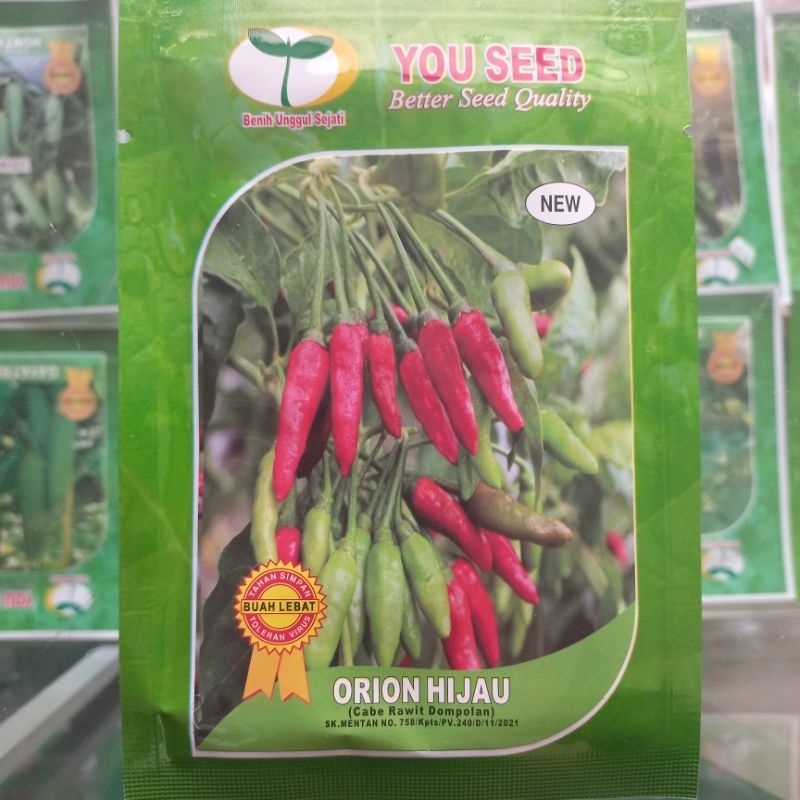 YOU SEED
Better Seed Quality
Benih Unggul Sejati
NEW
TAHAN SIMPAN
BUAH LEBAT
TOLERAN VIRUS
ORION HIJAU
(Cabe Rawit Dompolan)
SK.MENTAN NO. 758/Kpts/PV.240/D/11/2021